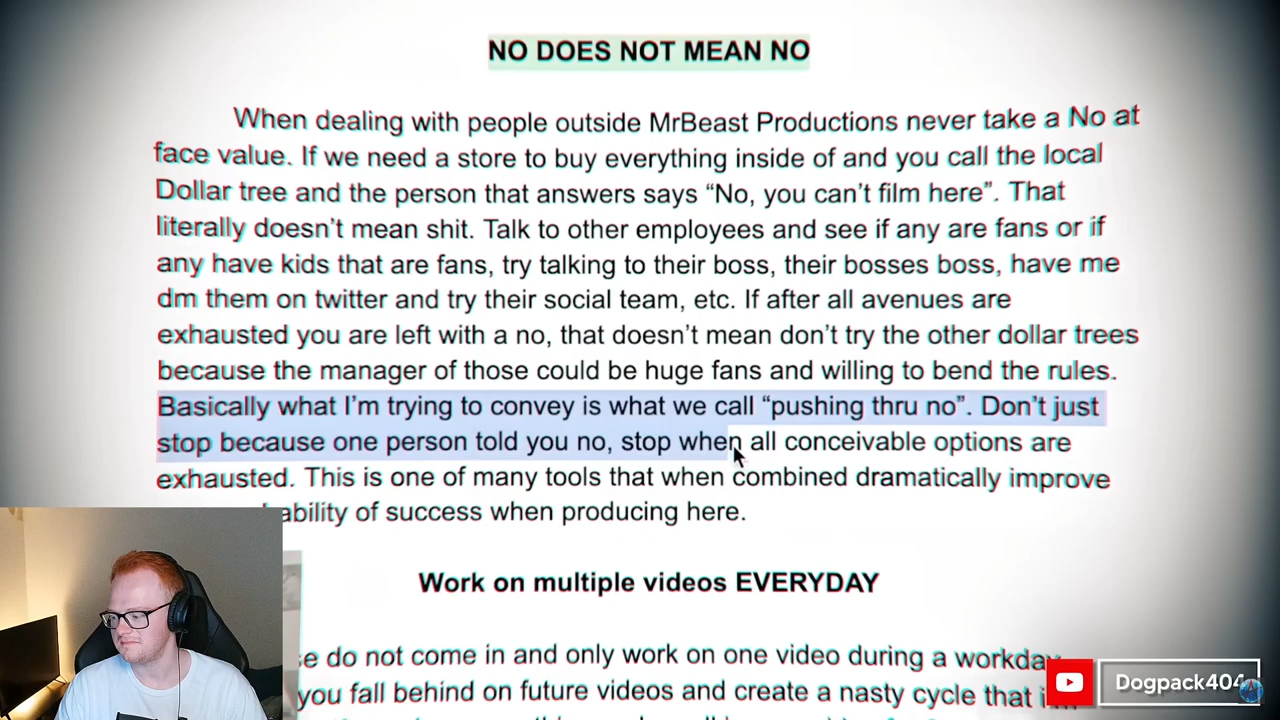 NO DOES NOT MEAN NO
When dealing with people outside MrBeast Productions never take a No at
face value. If we need a store to buy everything inside of and you call the local
Dollar tree and the person that answers says “No, you can’t film here”. That
literally doesn’t mean shit. Talk to other employees and see if any are fans or if
any have kids that are fans, try talking to their boss, their bosses boss, have me
dm them on twitter and try their social team, etc. If after all avenues are
exhausted you are left with a no, that doesn’t mean don’t try the other dollar trees
because the manager of those could be huge fans and willing to bend the rules.
Basically what I’m trying to convey is what we call “pushing thru no”. Don’t just
stop because one person told you no, stop when all conceivable options are
exhausted. This is one of many tools that when combined dramatically improve
ability of success when producing here.
Work on multiple videos EVERYDAY
do not come in and only work on one video during a workday
you fall behind on future videos and create a nasty cycle that
Dogpack404